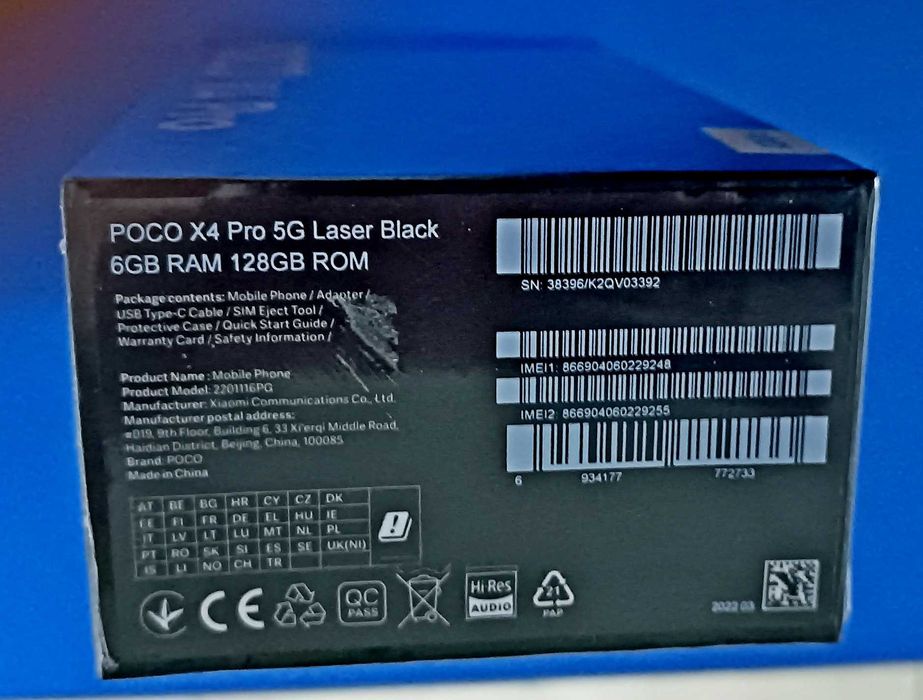 POCO X4 Pro 5G Laser Black
6GB RAM 128GB ROM
Package contents: Mobile Phone / Adapter /
USB Type-C Cable / SIM Eject Tool /
Protective Case / Quick Start Guide /
Warranty Card / Safety Information /
Product Name: Mobile Phone
Product Model: 2201116PG
Manufacturer: Xiaomi Communications Co., Ltd.
Manufacturer postal address:
#019, 9th Floor, Building 6, 33 Xi'erqi Middle Road,
Haidian District, Beijing, China, 100085
Brand: POCO
Made in China
AT BE BG HR CY CZ DK
EE FI FR DE EL HU IE
IT LV LT LU MT NL PL
PT RO SK SI ES SE UK(NI)
IS LI NO CH TR
CE
QC
PASS
Hi-Res
AUDIO
21
PAP
SN: 38396/K2QV03392
IMEI1: 866904060229248
IMEI2: 866904060229255
6 934177 772733
2022 03